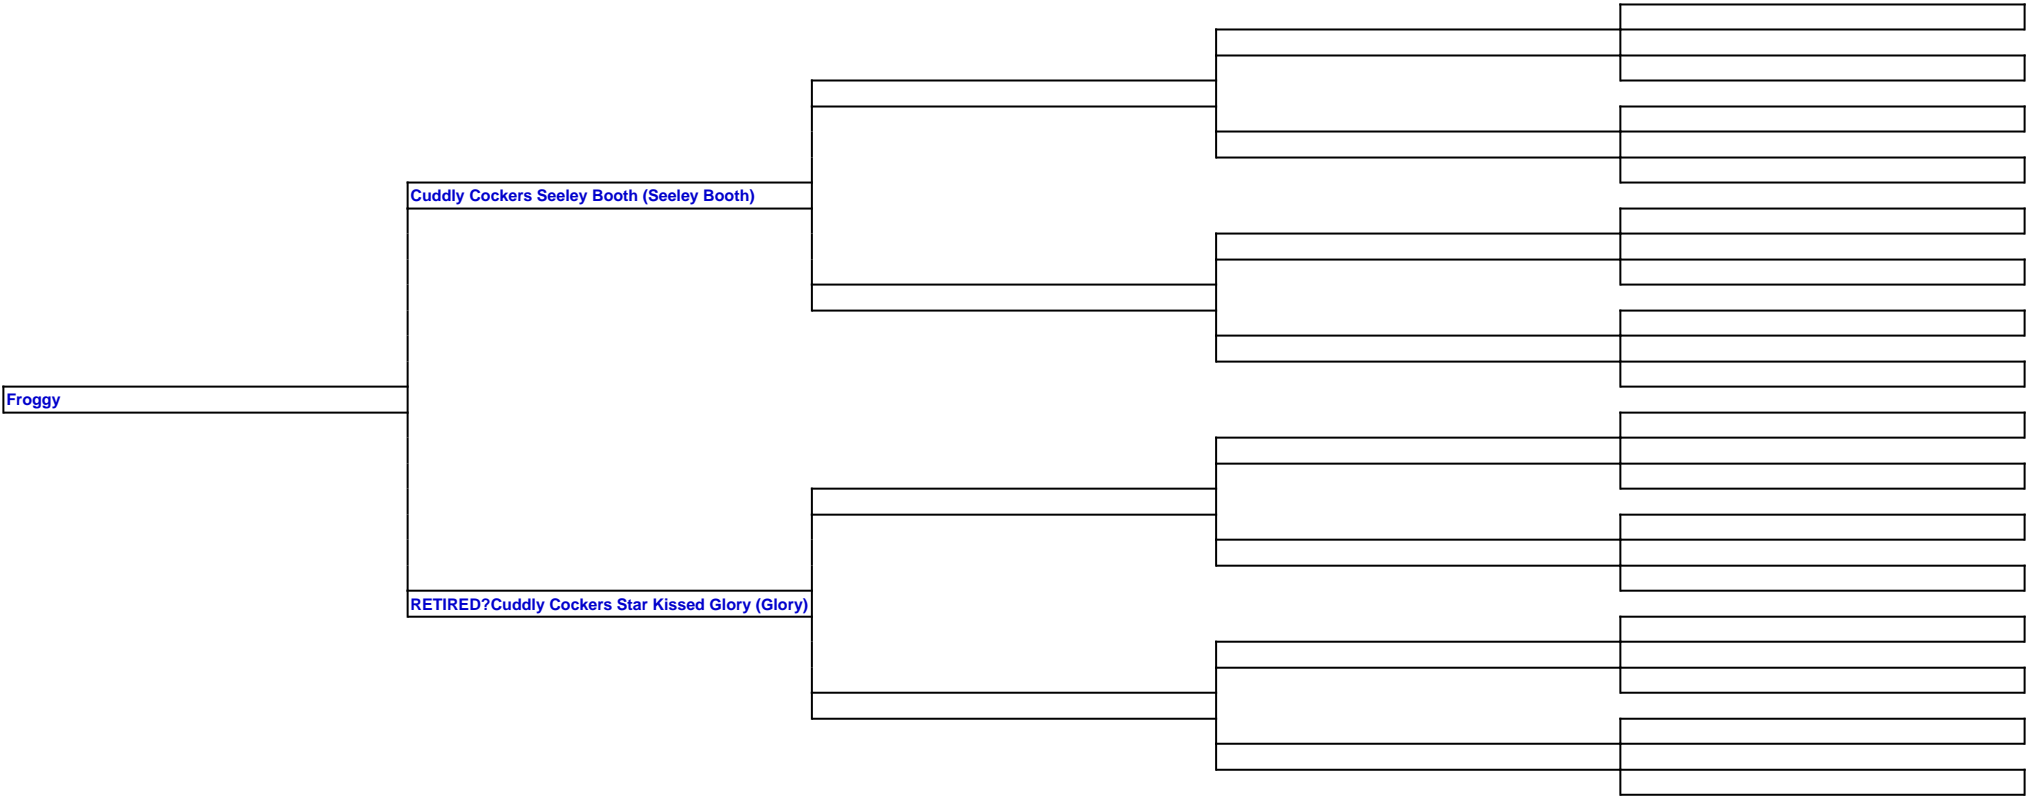 Cuddly Cockers Seeley Booth (Seeley Booth)
Froggy
RETIRED?Cuddly Cockers Star Kissed Glory (Glory)